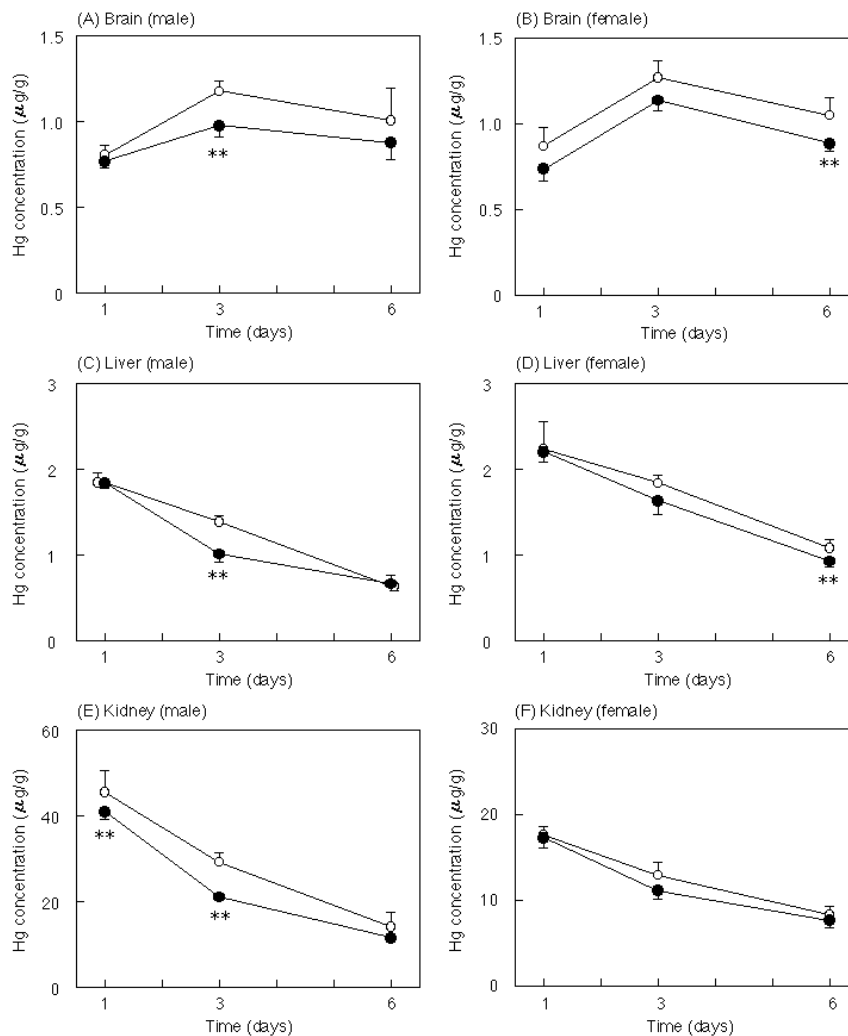 (A) Brain (male)
1.5
1.0
0.5
0
Hg concentration (μg/g)
**
1
3
6
Time (days)
(B) Brain (female)
1.5
1.0
0.5
0
Hg concentration (μg/g)
**
1
3
6
Time (days)
(C) Liver (male)
3
2
1
0
Hg concentration (μg/g)
**
1
3
6
Time (days)
(D) Liver (female)
3
2
1
0
Hg concentration (μg/g)
**
1
3
6
Time (days)
(E) Kidney (male)
60
40
20
0
Hg concentration (μg/g)
**
**
1
3
6
Time (days)
(F) Kidney (female)
30
20
10
0
Hg concentration (μg/g)
1
3
6
Time (days)